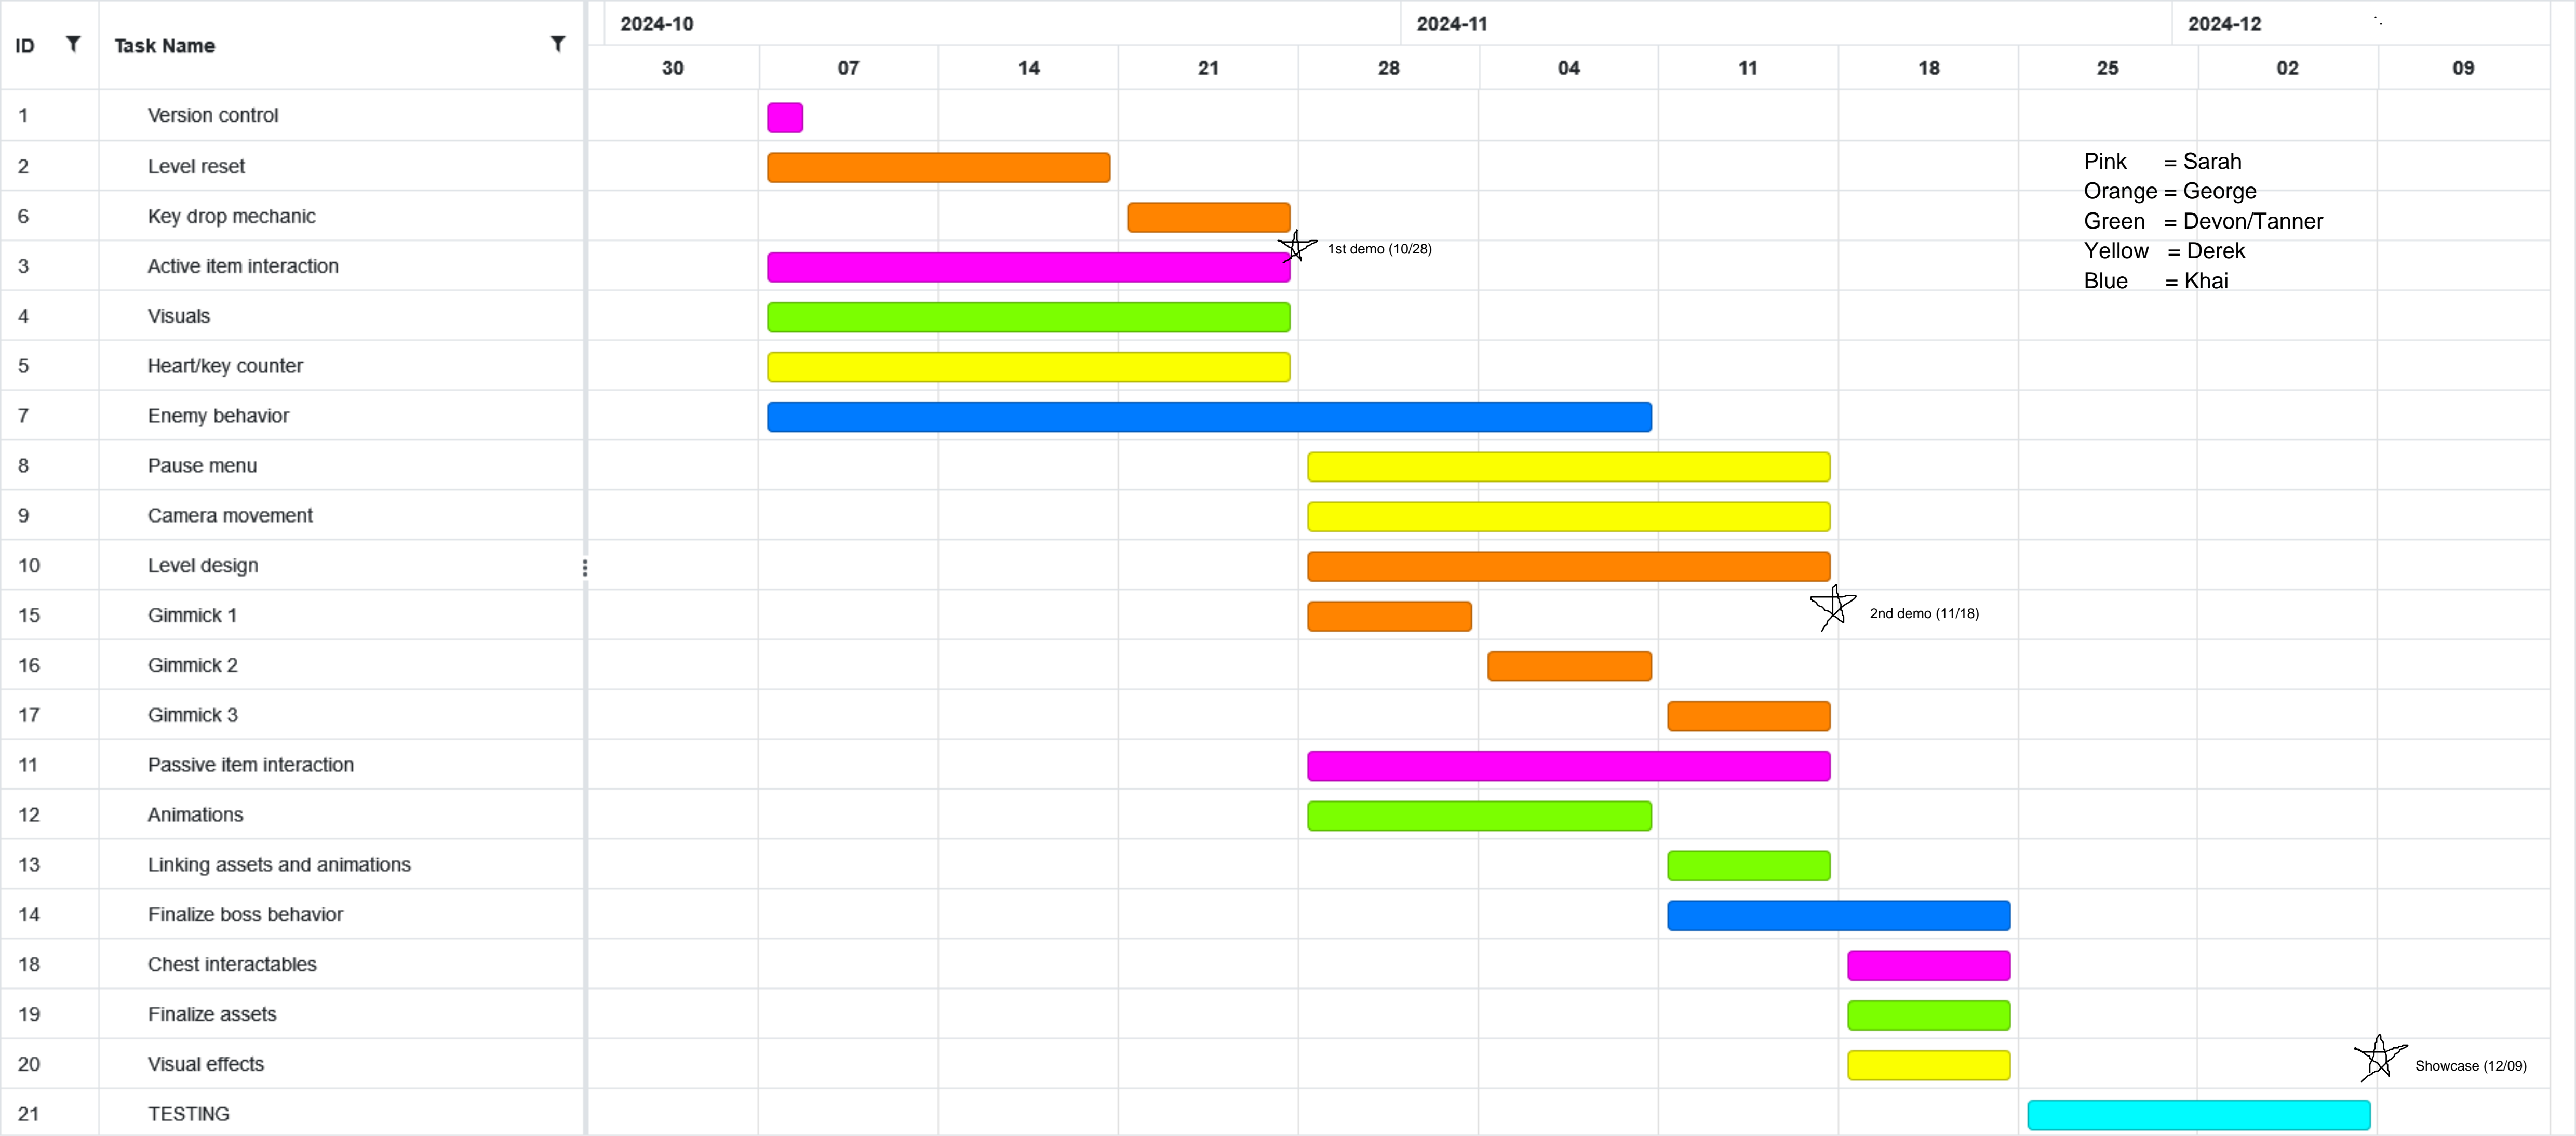 ID Task Name 2024-10 2024-11 2024-12
30 07 14 21 28 04 11 18 25 02 09
1 Version control
2 Level reset
6 Key drop mechanic
3 Active item interaction
4 Visuals
5 Heart/key counter
7 Enemy behavior
8 Pause menu
9 Camera movement
10 Level design
15 Gimmick 1
16 Gimmick 2
17 Gimmick 3
11 Passive item interaction
12 Animations
13 Linking assets and animations
14 Finalize boss behavior
18 Chest interactables
19 Finalize assets
20 Visual effects
21 TESTING
1st demo (10/28)
2nd demo (11/18)
Showcase (12/09)
Pink = Sarah
Orange = George
Green = Devon/Tanner
Yellow = Derek
Blue = Khai